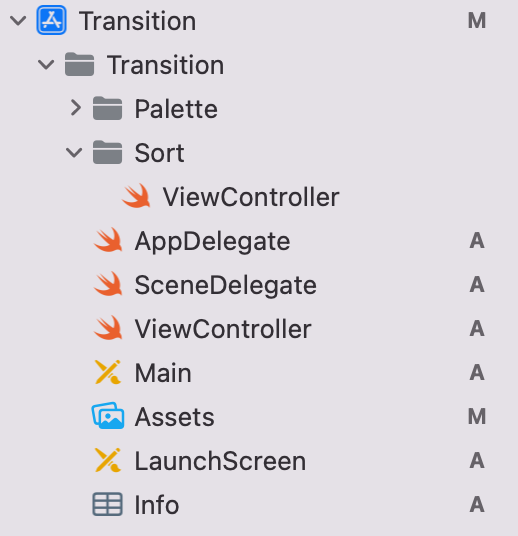 Transition M
Transition
Palette
Sort
ViewController
AppDelegate A
SceneDelegate A
ViewController A
Main A
Assets M
LaunchScreen A
Info A